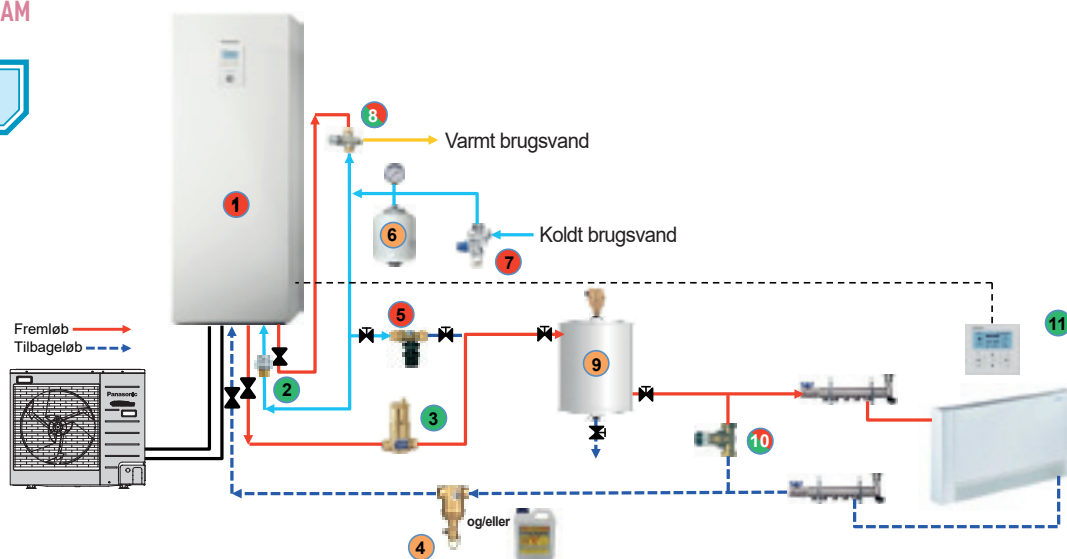 AM
Panasonic
8
Varmt brugsvand
1
6
Koldt brugsvand
7
5
Fremløb
Tilbageløb
9
11
Panasonic
2
3
10
og/eller
4